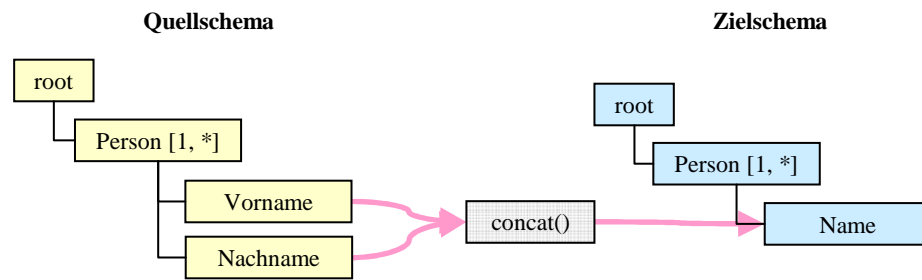 Quellschema
Zielschema
root
root
Person [1, *]
Person [1, *]
Vorname
concat()
Name
Nachname